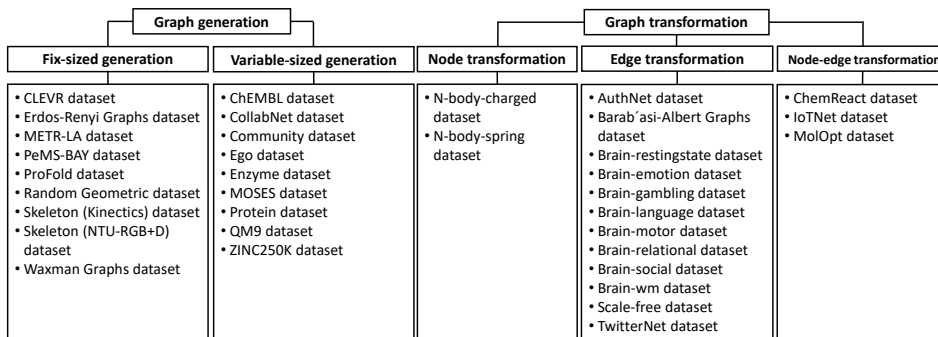 Graph generation
Graph transformation
Fix-sized generation
Variable-sized generation
Node transformation
Edge transformation
Node-edge transformation
• CLEVR dataset
• Erdos-Renyi Graphs dataset
• METR-LA dataset
• PeMS-BAY dataset
• ProFold dataset
• Random Geometric dataset
• Skeleton (Kinectics) dataset
• Skeleton (NTU-RGB+D)
dataset
• Waxman Graphs dataset
• ChEMBL dataset
• CollabNet dataset
• Community dataset
• Ego dataset
• Enzyme dataset
• MOSES dataset
• Protein dataset
• QM9 dataset
• ZINC250K dataset
• N-body-charged
dataset
• N-body-spring
dataset
• AuthNet dataset
• Barab´asi-Albert Graphs
dataset
• Brain-restingstate dataset
• Brain-emotion dataset
• Brain-gambling dataset
• Brain-language dataset
• Brain-motor dataset
• Brain-relational dataset
• Brain-social dataset
• Brain-wm dataset
• Scale-free dataset
• TwitterNet dataset
• ChemReact dataset
• IoTNet dataset
• MolOpt dataset